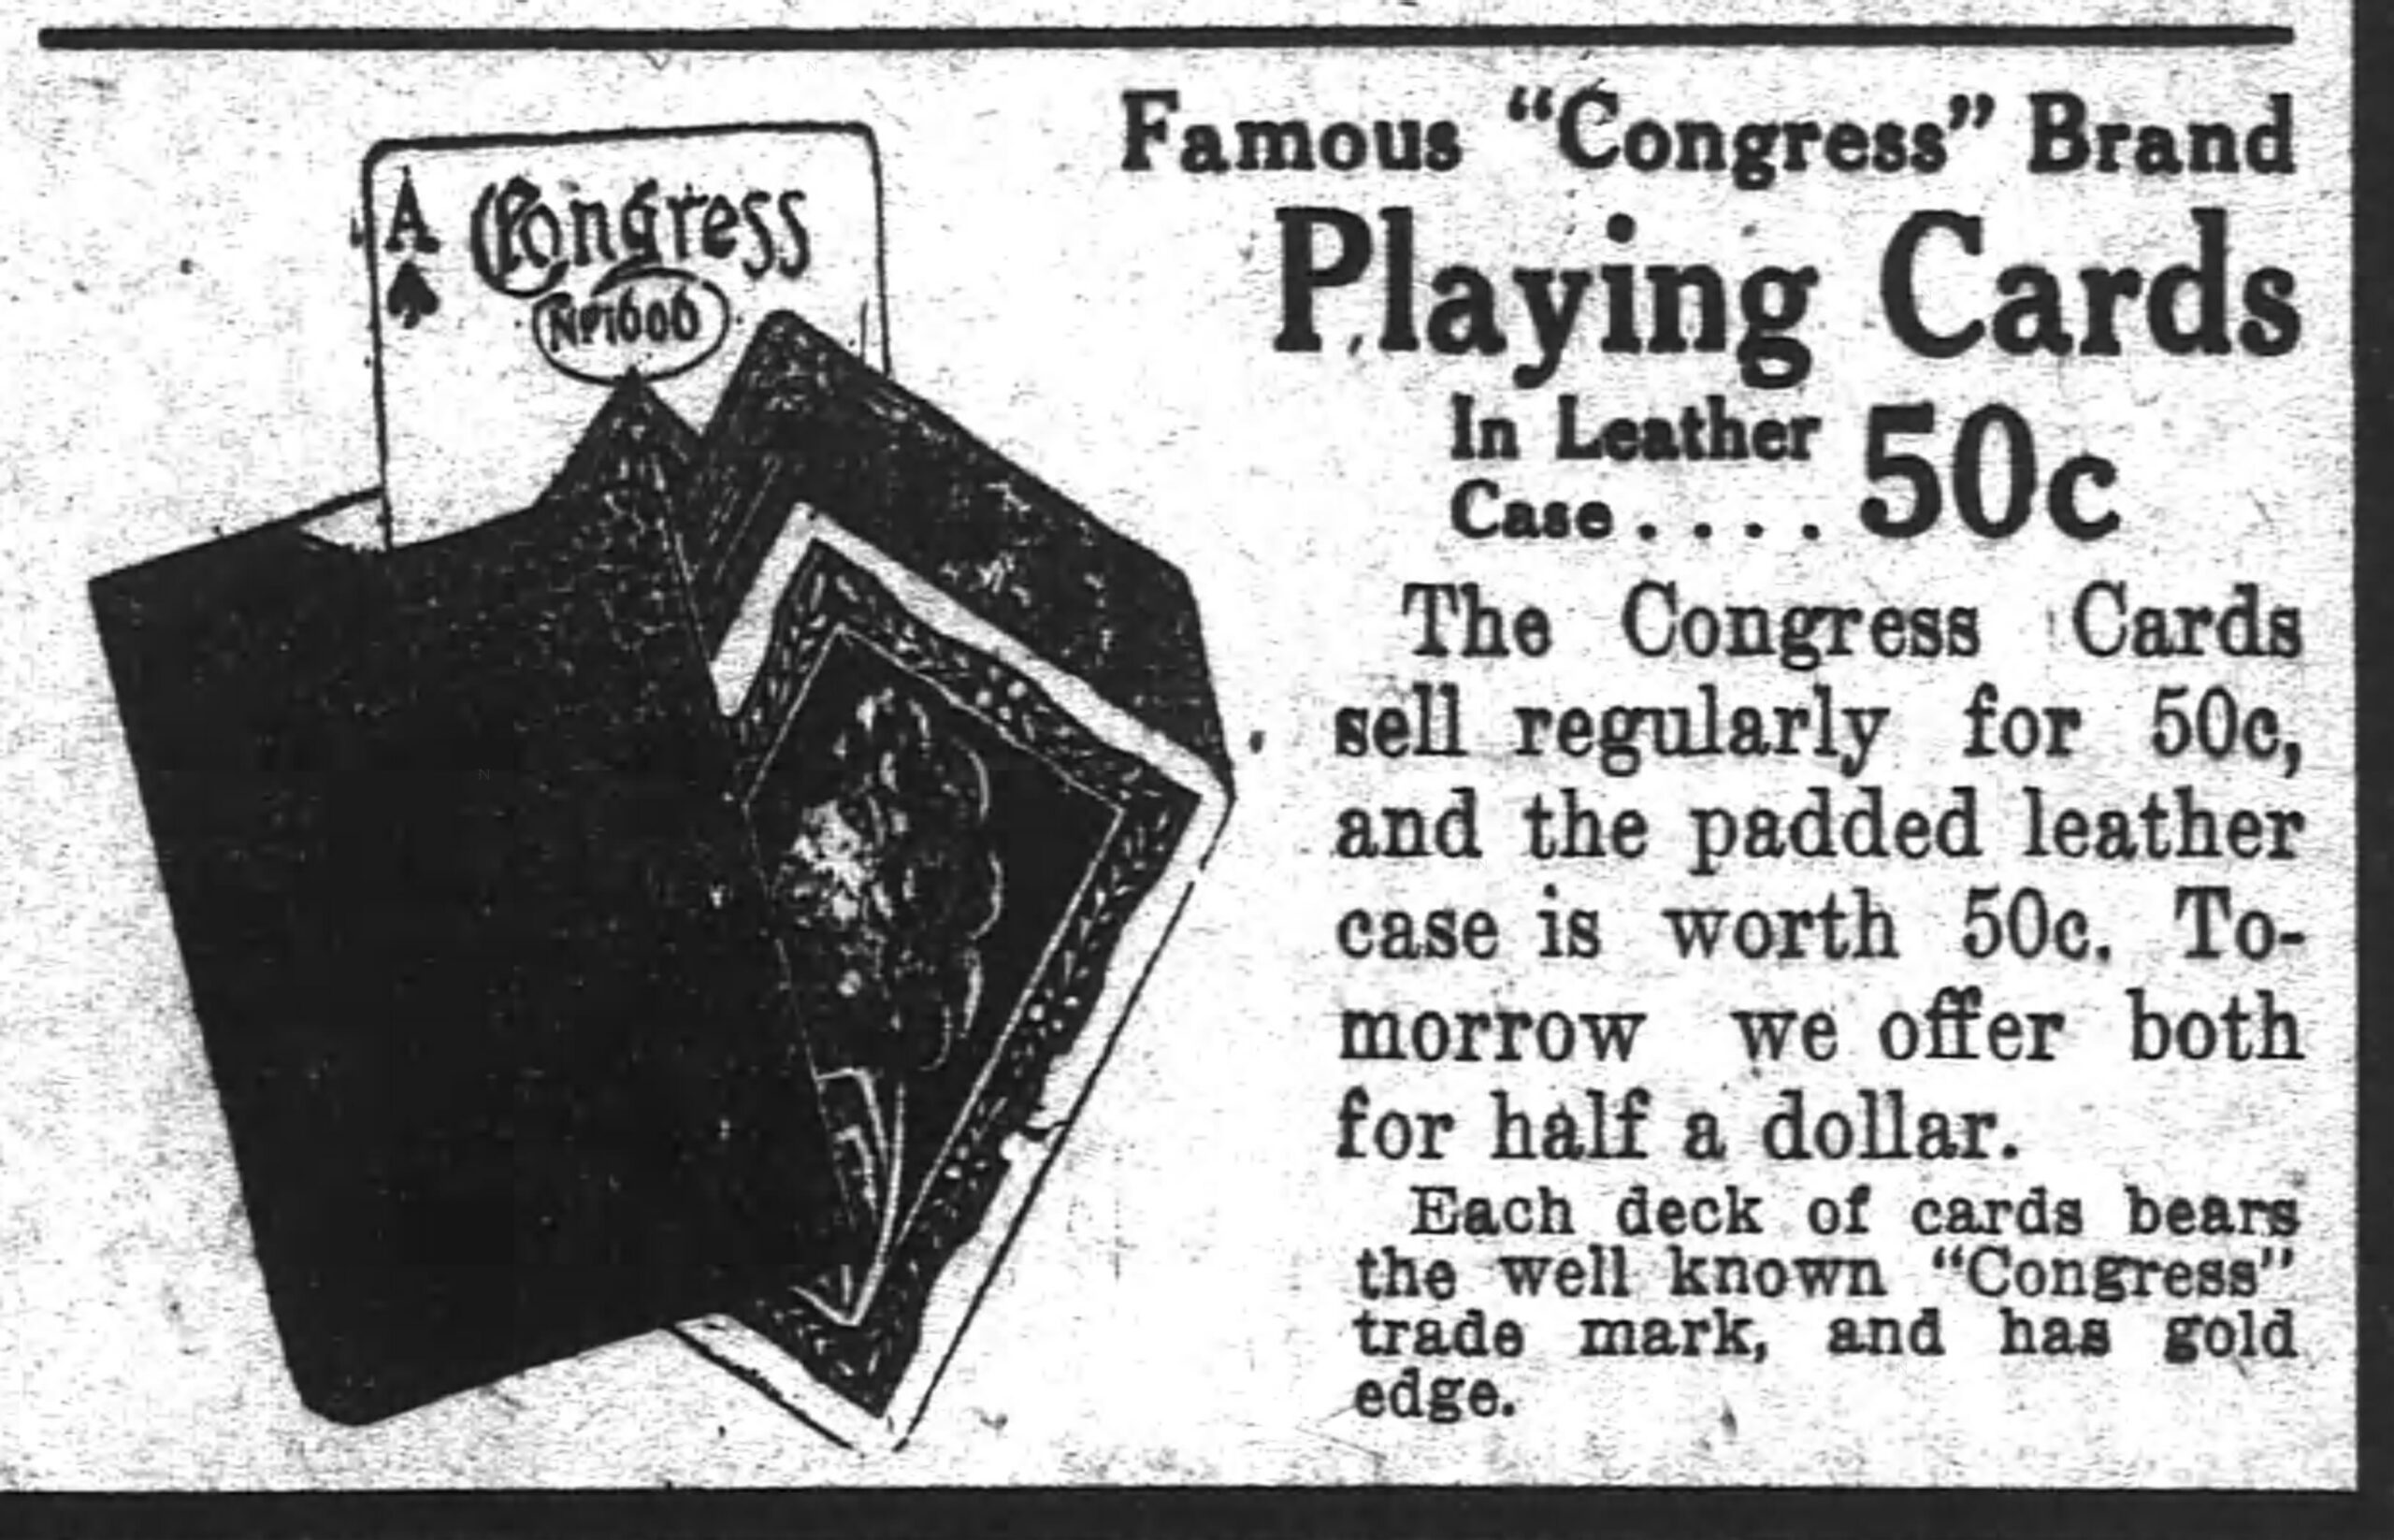 A Congress
No 606
Famous "Congress" Brand
Playing Cards
In Leather
Case . . . . 50c
The Congress Cards
sell regularly for 50c,
and the padded leather
case is worth 50c. To-
morrow we offer both
for half a dollar.
Each deck of cards bears
the well known "Congress"
trade mark, and has gold
edge.